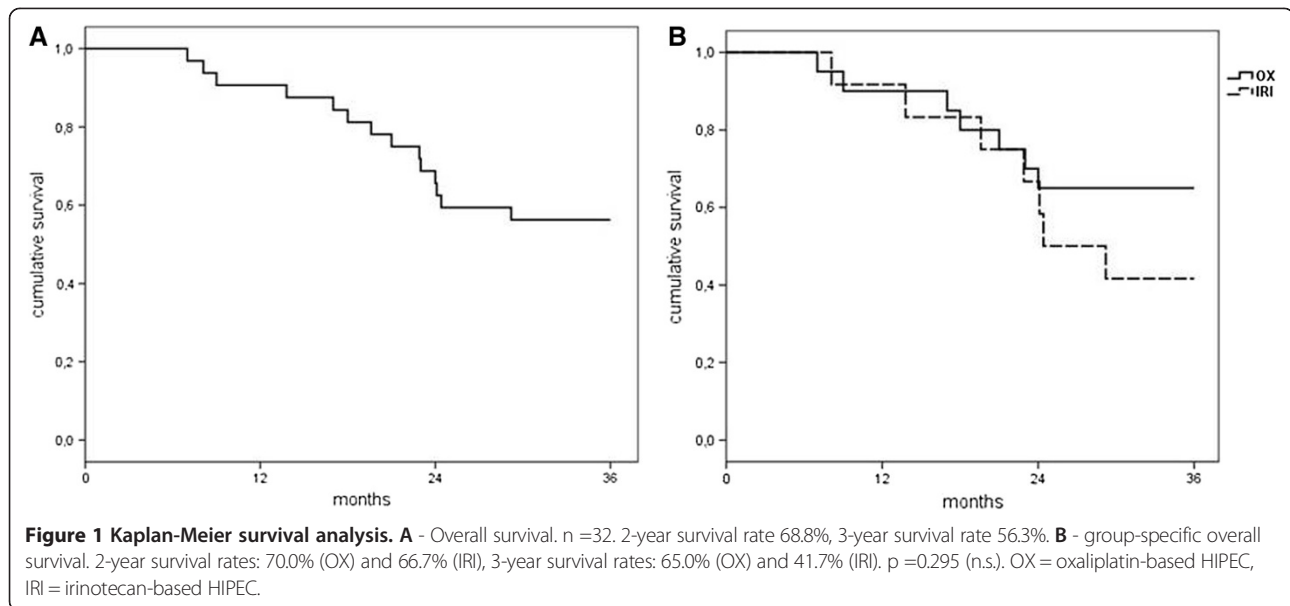 A
1,0
0,8
0,6
0,4
0,2
0,0
cumulative survival
0
12
24
36
months
B
1,0
0,8
0,6
0,4
0,2
0,0
cumulative survival
0
12
24
36
months
OX
IRI
Figure 1 Kaplan-Meier survival analysis. A - Overall survival. n =32. 2-year survival rate 68.8%, 3-year survival rate 56.3%. B - group-specific overall
survival. 2-year survival rates: 70.0% (OX) and 66.7% (IRI), 3-year survival rates: 65.0% (OX) and 41.7% (IRI). p =0.295 (n.s.). OX = oxaliplatin-based HIPEC,
IRI = irinotecan-based HIPEC.